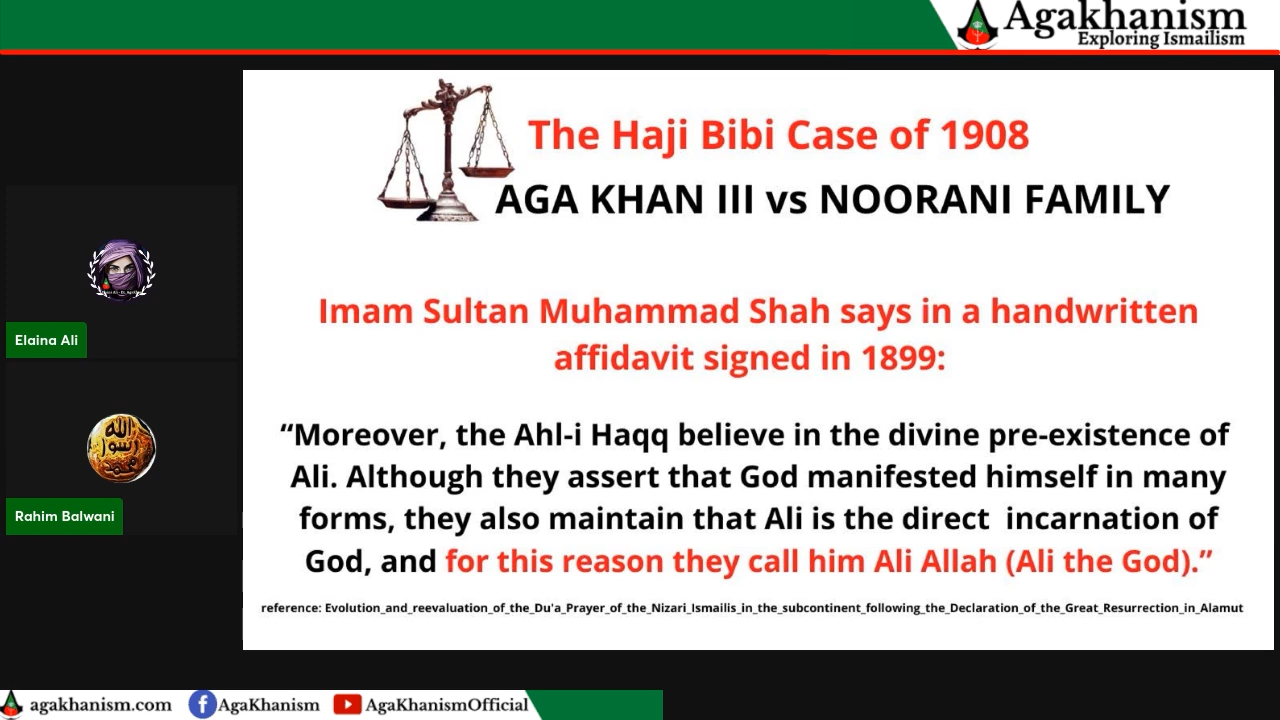 Agakhanism
Exploring Ismailism
The Haji Bibi Case of 1908
AGA KHAN III vs NOORANI FAMILY
Imam Sultan Muhammad Shah says in a handwritten
affidavit signed in 1899:
“Moreover, the Ahl-i Haqq believe in the divine pre-existence of
Ali. Although they assert that God manifested himself in many
forms, they also maintain that Ali is the direct incarnation of
God, and for this reason they call him Ali Allah (Ali the God).”
reference: Evolution_and_reevaluation_of_the_Du'a_Prayer_of_the_Nizari_Ismailis_in_the_subcontinent_following_the_Declaration_of_the_Great_Resurrection_in_Alamut
Elaina Ali
الله
رسول
محمد
Rahim Balwani
agakhanism.com AgaKhanism AgaKhanismOfficial